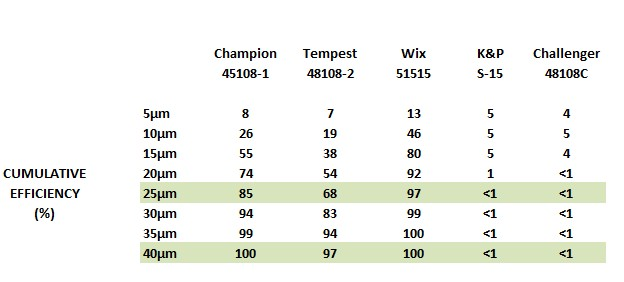 Champion Tempest Wix K&P Challenger
45108-1 48108-2 51515 S-15 48108C
5µm 8 7 13 5 4
10µm 26 19 46 5 5
15µm 55 38 80 5 4
CUMULATIVE 20µm 74 54 92 1 <1
EFFICIENCY 25µm 85 68 97 <1 <1
(%) 30µm 94 83 99 <1 <1
35µm 99 94 100 <1 <1
40µm 100 97 100 <1 <1